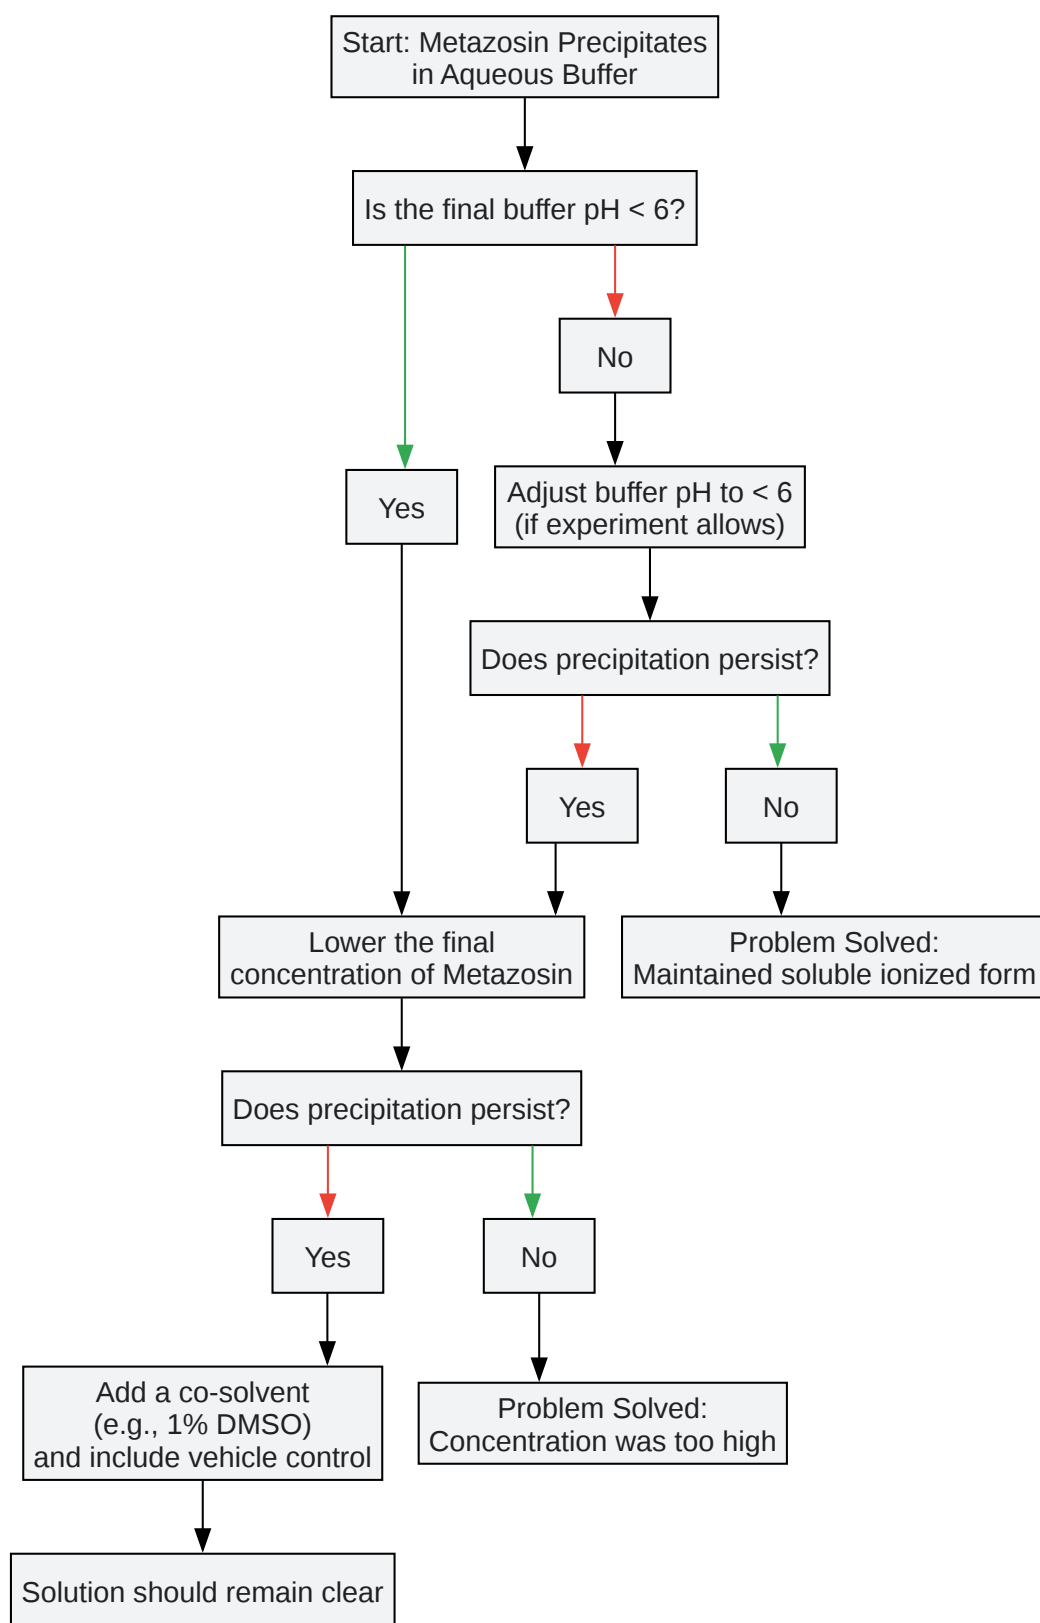 Start: Metazosin Precipitates
in Aqueous Buffer
Is the final buffer pH < 6?
No
Yes
Adjust buffer pH to < 6
(if experiment allows)
Does precipitation persist?
Yes
No
Lower the final
concentration of Metazosin
Problem Solved:
Maintained soluble ionized form
Does precipitation persist?
Yes
No
Add a co-solvent
(e.g., 1% DMSO)
and include vehicle control
Problem Solved:
Concentration was too high
Solution should remain clear